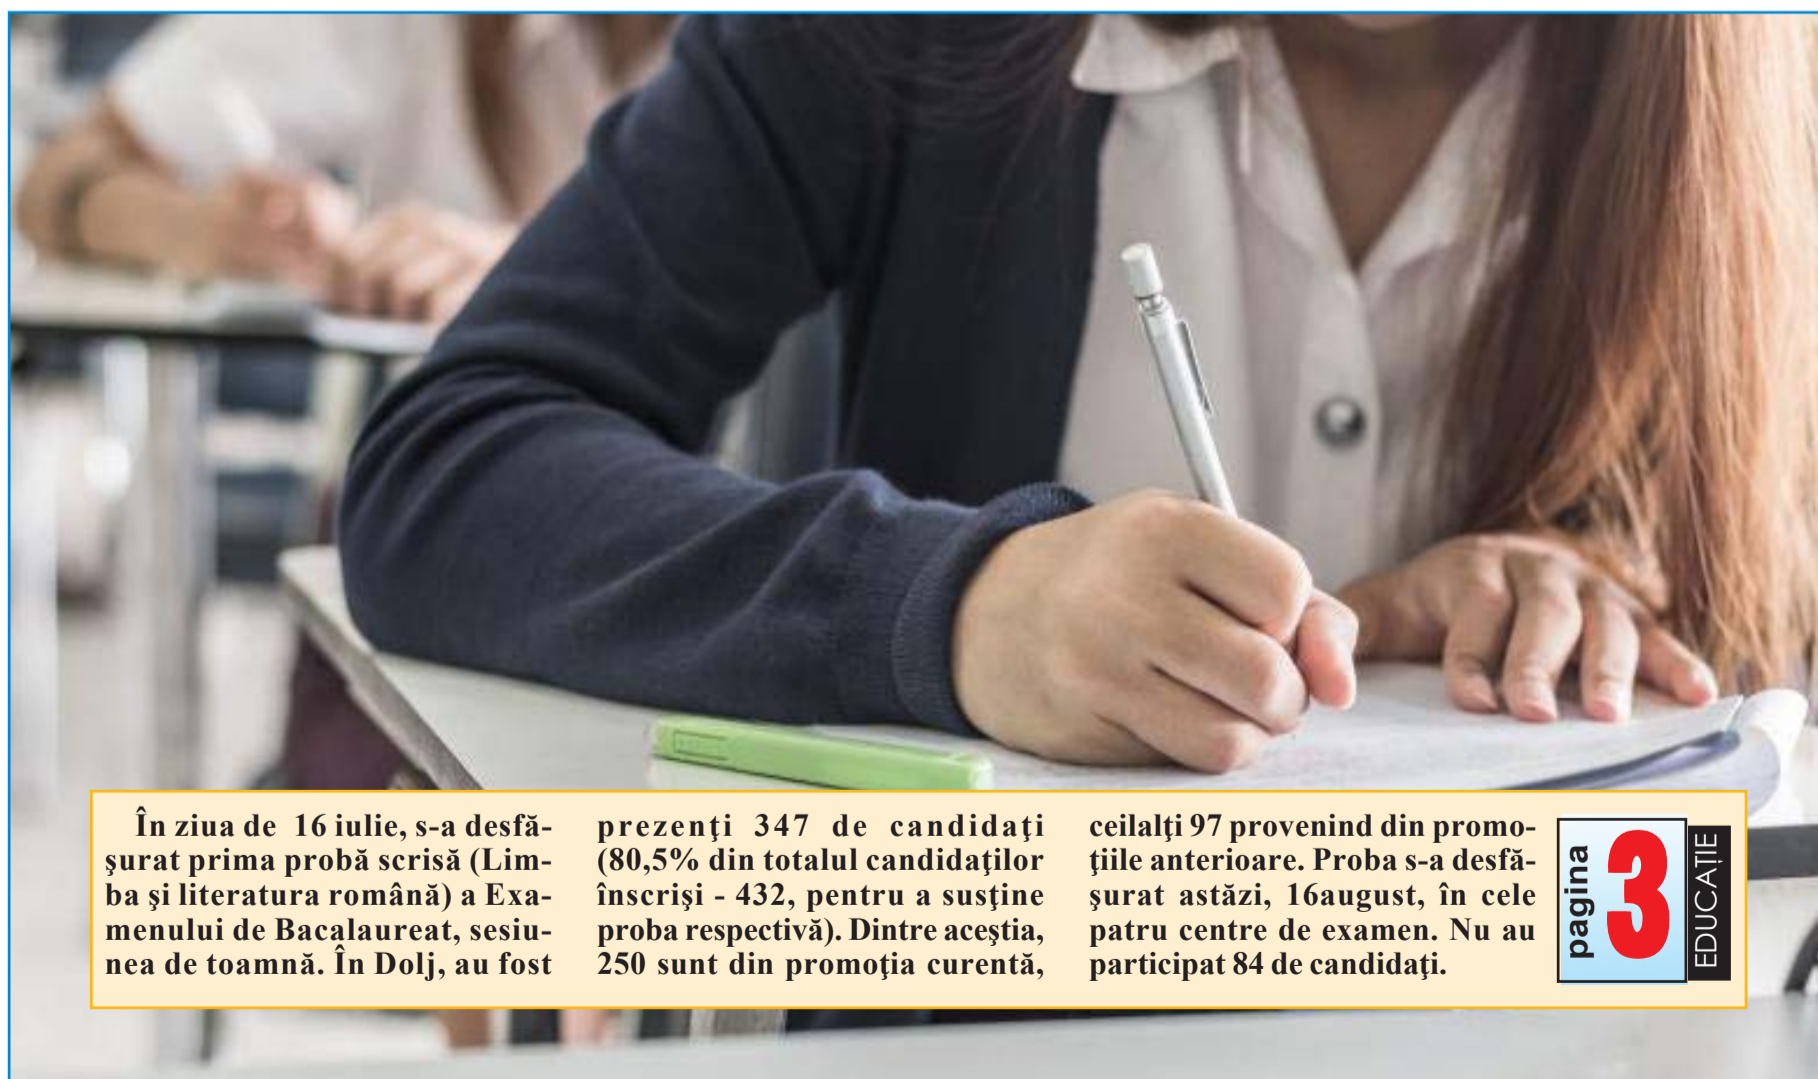 În ziua de 16 iulie, s-a desfă-
şurat prima probă scrisă (Lim-
ba şi literatura română) a Exa-
menului de Bacalaureat, sesiu-
nea de toamnă. În Dolj, au fost
prezenţi 347 de candidaţi
(80,5% din totalul candidaţilor
înscrişi - 432, pentru a susţine
proba respectivă). Dintre aceştia,
250 sunt din promoţia curentă,
ceilalţi 97 provenind din promo-
ţiile anterioare. Proba s-a desfă-
şurat astăzi, 16august, în cele
patru centre de examen. Nu au
participat 84 de candidaţi.
pagina
3
EDUCAŢIE